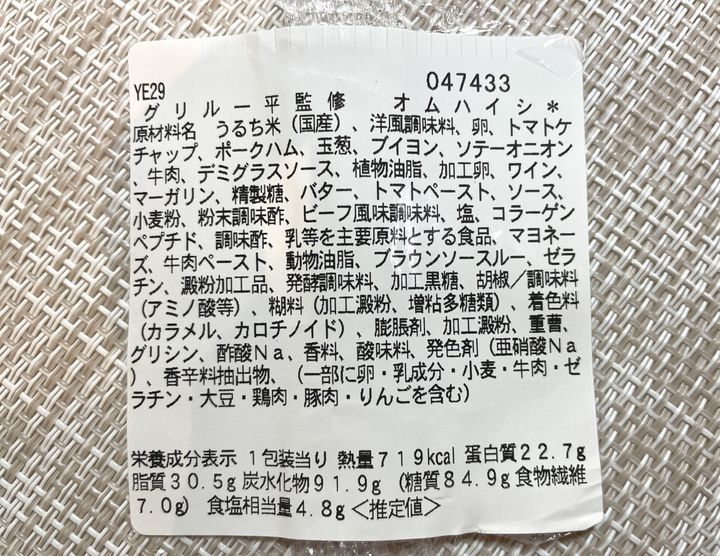 YE29 047433
グリル一平監修 オムハイシ*
原材料名 うるち米(国産)、洋風調味料、卵、トマトケ
チャップ、ポークハム、玉葱、ブイヨン、ソテーオニオン
、牛肉、デミグラスソース、植物油脂、加工卵、ワイン、
マーガリン、精製糖、バター、トマトペースト、ソース、
小麦粉、粉末調味酢、ビーフ風味調味料、塩、コラーゲン
ペプチド、調味酢、乳等を主要原料とする食品、マヨネー
ズ、牛肉ペースト、動物油脂、ブラウンソースルー、ゼラ
チン、澱粉加工品、発酵調味料、加工黒糖、胡椒/調味料
(アミノ酸等)、糊料(加工澱粉、増粘多糖類)、着色料
(カラメル、カロチノイド)、膨脹剤、加工澱粉、重曹、
グリシン、酢酸Na、香料、酸味料、発色剤(亜硝酸Na
)、香辛料抽出物、(一部に卵・乳成分・小麦・牛肉・ゼ
ラチン・大豆・鶏肉・豚肉・りんごを含む)
栄養成分表示 1包装当り 熱量719kcal 蛋白質22.7g
脂質30.5g 炭水化物91.9g (糖質84.9g 食物繊維
7.0g) 食塩相当量4.8g<推定値>